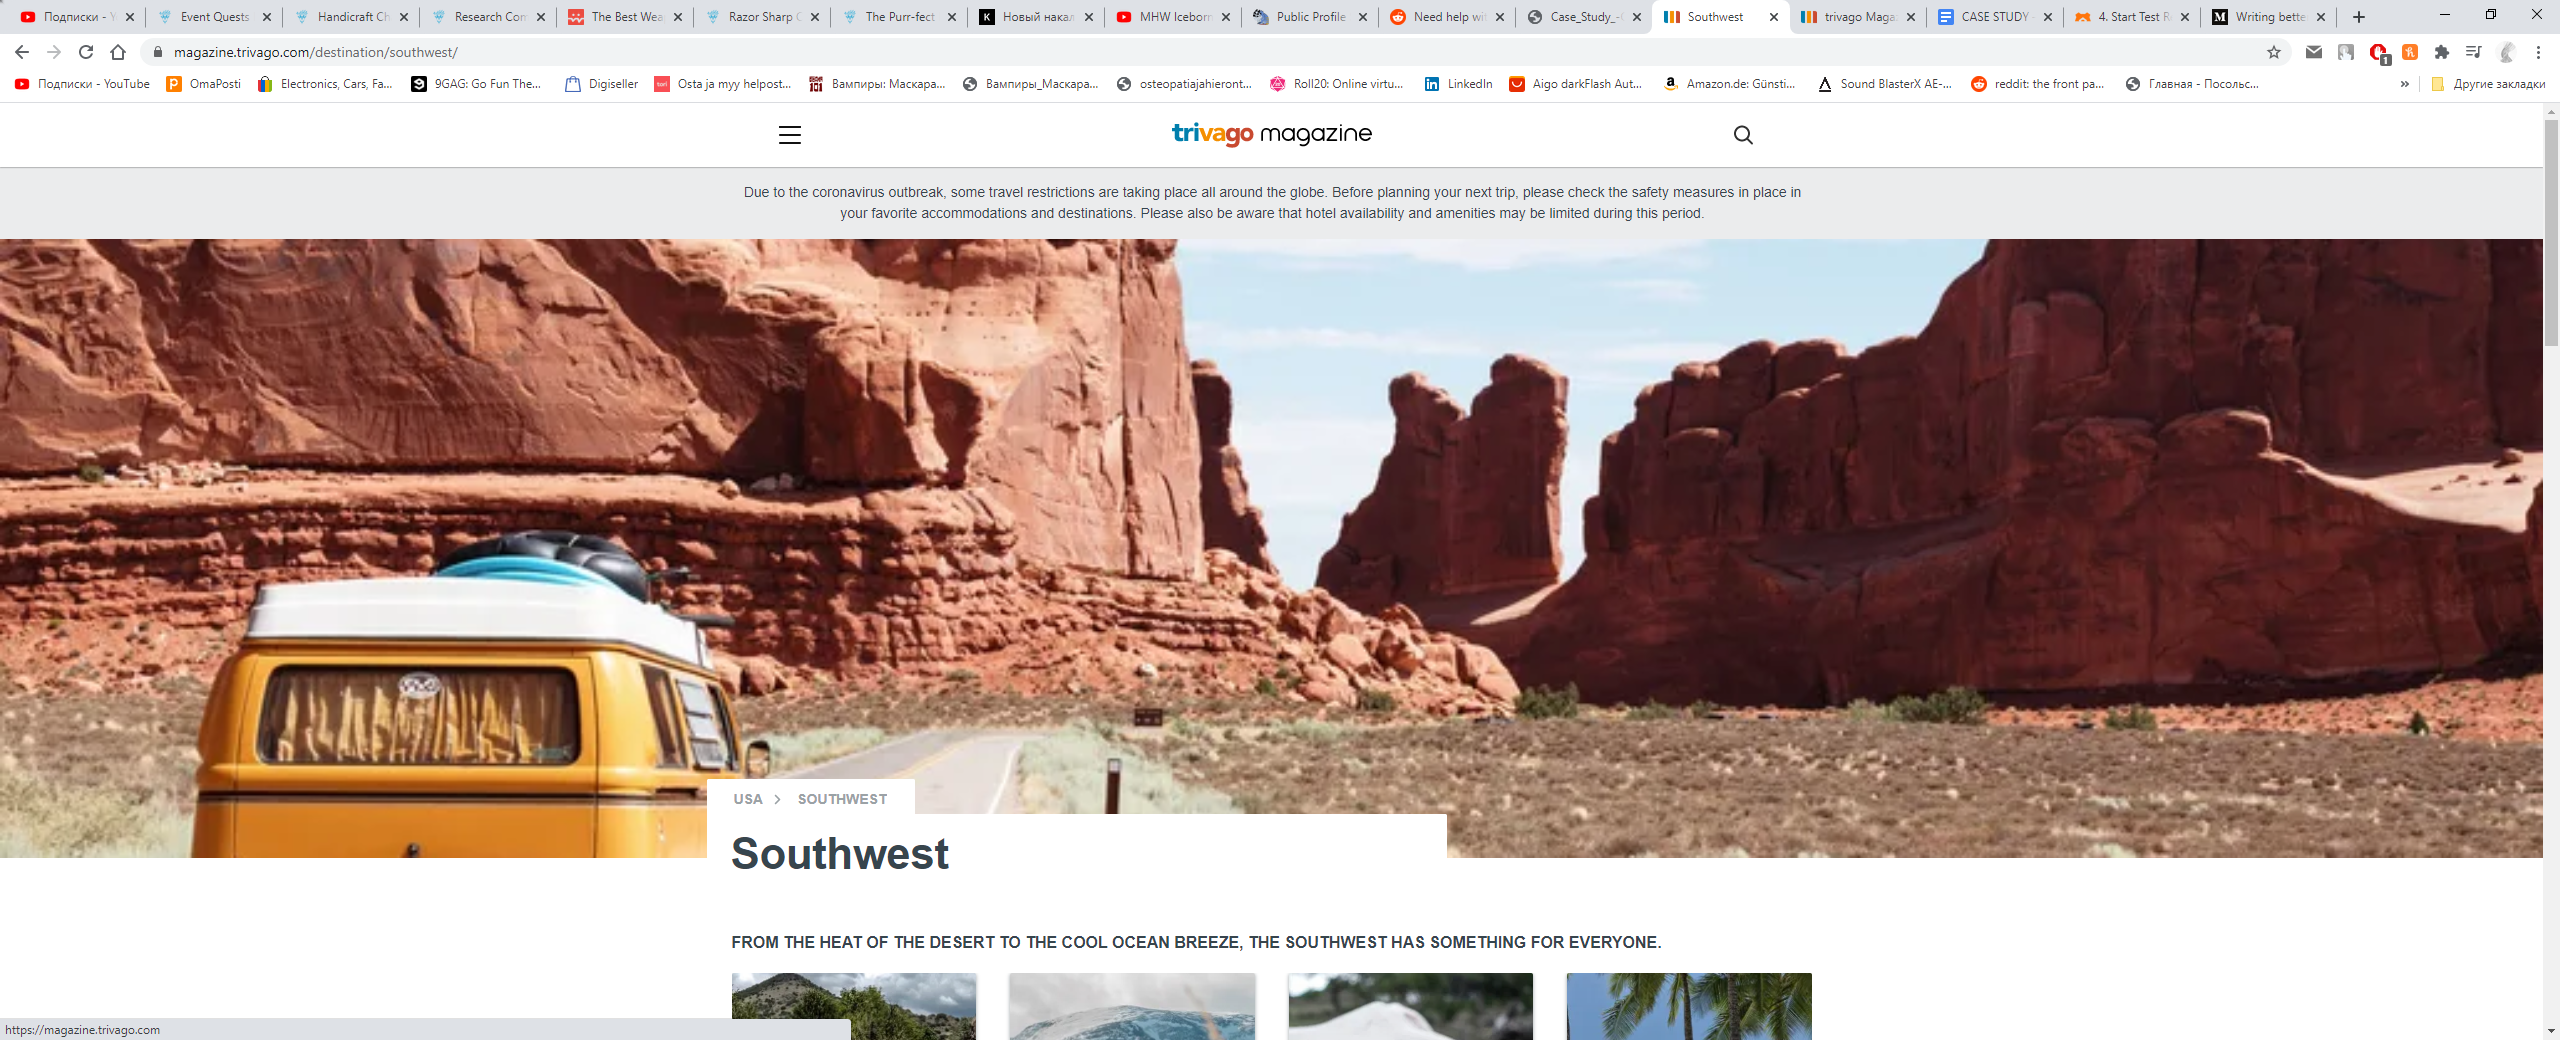 Подписки - Y
Event Quests
Handicraft Ch
Research Com
The Best Wea
Razor Sharp C
The Purr-fect
Новый накал
MHW Iceborn
Public Profile
Need help wit
Case_Study_-
Southwest
trivago Maga
CASE STUDY -
4. Start Test R
Writing bette
magazine.trivago.com/destination/southwest/
1
Подписки - YouTube
OmaPosti
Electronics, Cars, Fa...
9GAG: Go Fun The...
Digiseller
Osta ja myy helpost...
Вампиры: Маскара...
Вампиры_Маскара...
osteopatiajahieront...
Roll20: Online virtu...
LinkedIn
Aigo darkFlash Aut...
Amazon.de: Günsti...
Sound BlasterX AE-...
reddit: the front pa...
Главная - Посольс...
»
Другие закладки
trivago magazine
Due to the coronavirus outbreak, some travel restrictions are taking place all around the globe. Before planning your next trip, please check the safety measures in place in
your favorite accommodations and destinations. Please also be aware that hotel availability and amenities may be limited during this period.
USA > SOUTHWEST
Southwest
FROM THE HEAT OF THE DESERT TO THE COOL OCEAN BREEZE, THE SOUTHWEST HAS SOMETHING FOR EVERYONE.
https://magazine.trivago.com